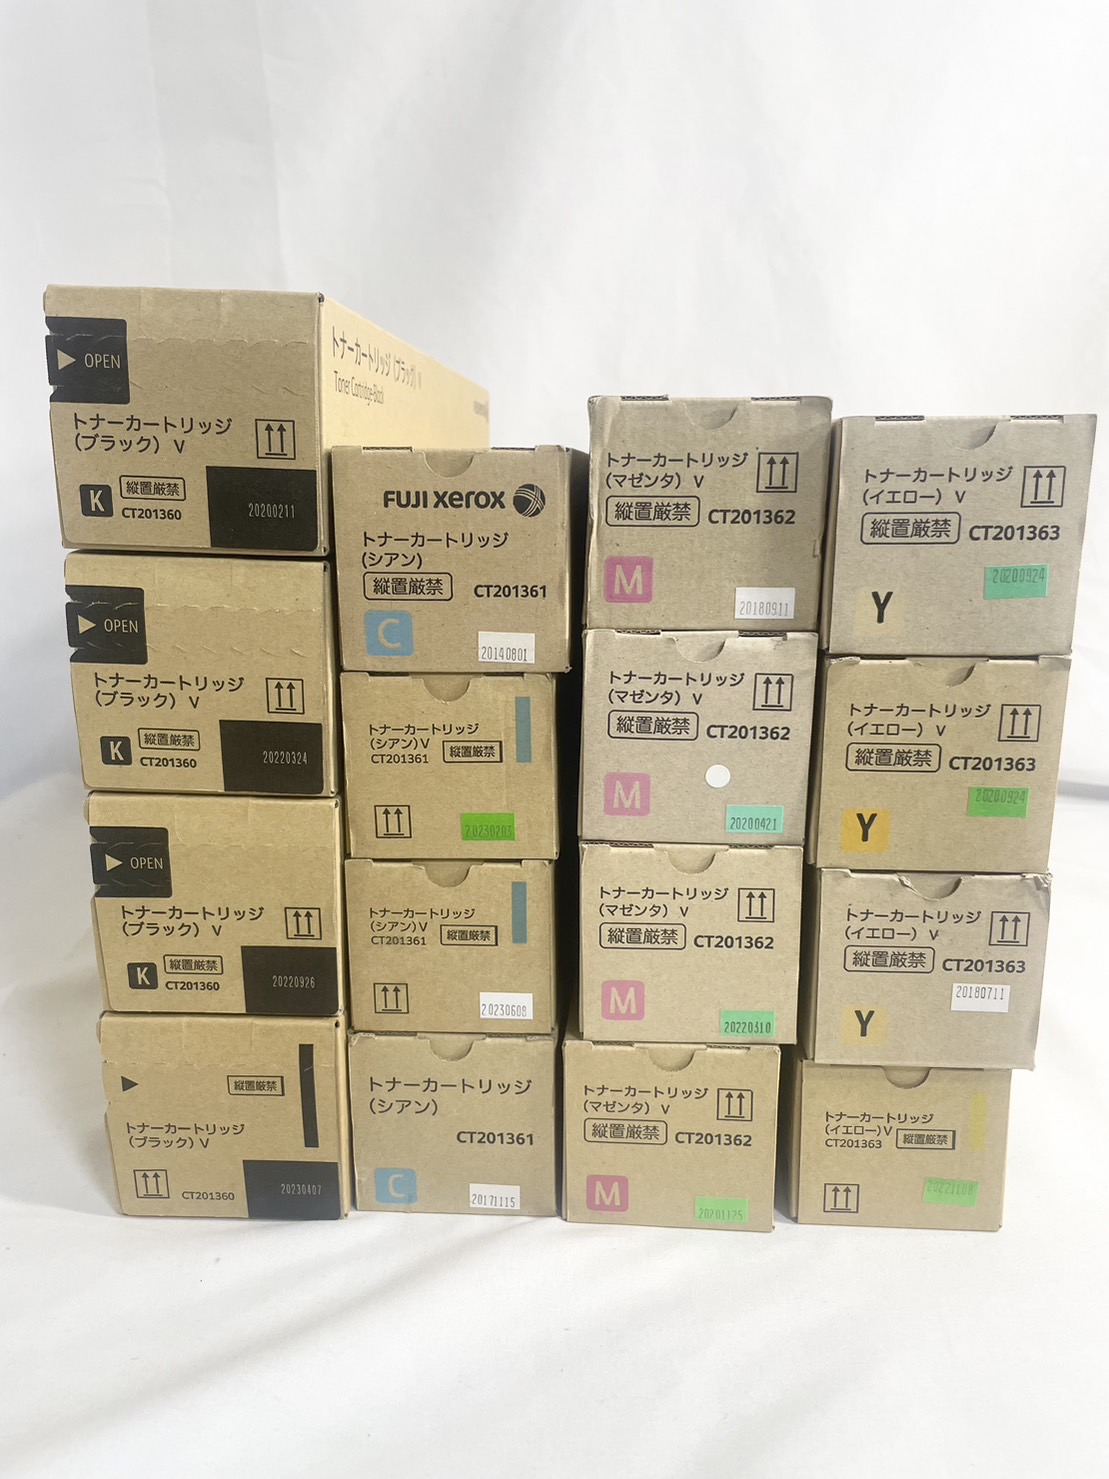 OPEN
トナーカートリッジ
(ブラック) V
K
縦置厳禁
CT201360
20200211
トナーカートリッジ (ブラック) V
Toner Cartridge-Black
OPEN
トナーカートリッジ
(ブラック) V
K
縦置厳禁
CT201360
20220324
OPEN
トナーカートリッジ
(ブラック) V
K
縦置厳禁
CT201360
20220926
縦置厳禁
トナーカートリッジ
(ブラック) V
CT201360
20230407
FUJI xerox
トナーカートリッジ
(シアン)
縦置厳禁
CT201361
C
20140801
トナーカートリッジ
(シアン) V
CT201361
縦置厳禁
20230203
トナーカートリッジ
(シアン) V
CT201361
縦置厳禁
20230608
トナーカートリッジ
(シアン)
CT201361
C
20171115
トナーカートリッジ
(マゼンタ) V
縦置厳禁
CT201362
M
20180911
トナーカートリッジ
(マゼンタ) V
縦置厳禁
CT201362
M
20200421
トナーカートリッジ
(マゼンタ) V
縦置厳禁
CT201362
M
20220310
トナーカートリッジ
(マゼンタ) V
縦置厳禁
CT201362
M
20201125
トナーカートリッジ
(イエロー) V
縦置厳禁
CT201363
Y
20200924
トナーカートリッジ
(イエロー) V
縦置厳禁
CT201363
Y
20200924
トナーカートリッジ
(イエロー) V
縦置厳禁
CT201363
20180711
Y
トナーカートリッジ
(イエロー) V
CT201363
縦置厳禁
20221108